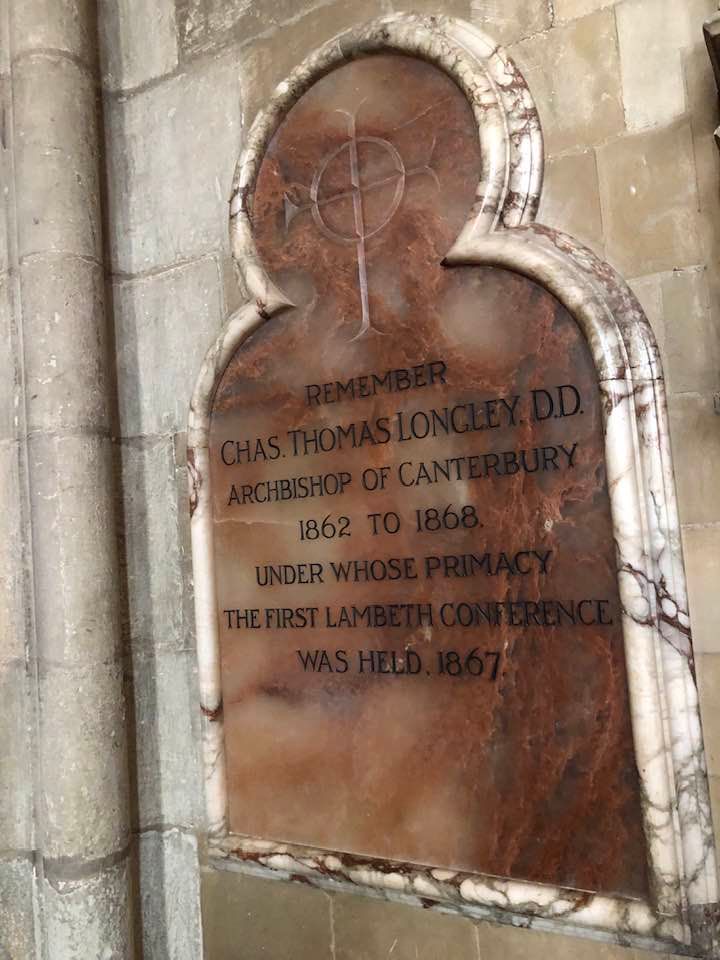 REMEMBER
CHAS. THOMAS LONGLEY, D.D.
ARCHBISHOP OF CANTERBURY
1862 TO 1868.
UNDER WHOSE PRIMACY
THE FIRST LAMBETH CONFERENCE
WAS HELD, 1867.